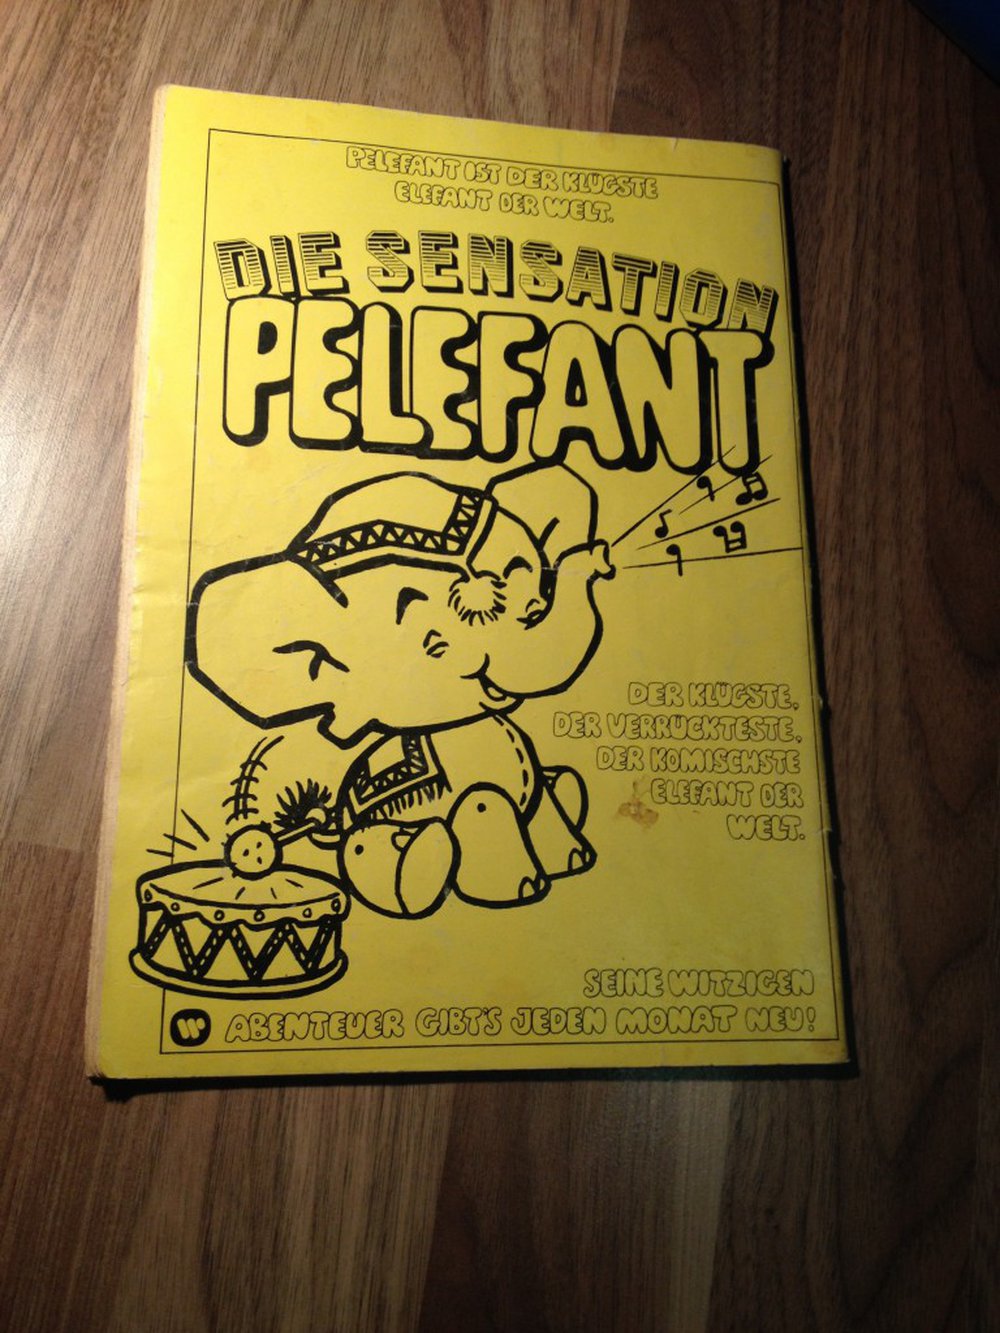 PELEFANT IST DER KLÜGSTE
ELEFANT DER WELT.
DIE SENSATION
PELEFANT
DER KLÜGSTE,
DER VERRÜCKTESTE,
DER KOMISCHSTE
ELEFANT DER
WELT.
SEINE WITZIGEN
ABENTEUER GIBT'S JEDEN MONAT NEU!